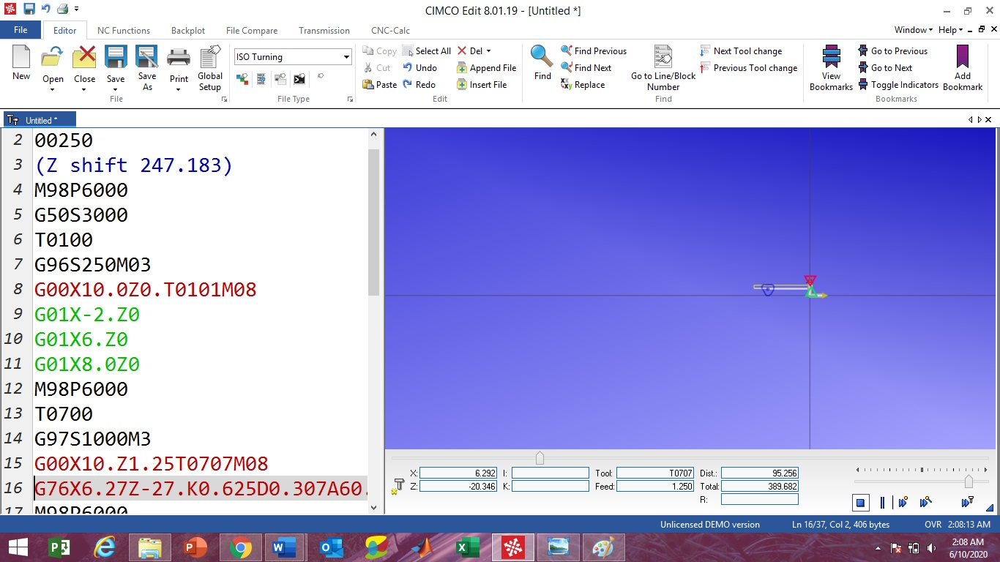 CIMCO Edit 8.01.19 - [Untitled *]
File Editor NC Functions Backplot File Compare Transmission CNC-Calc Window Help
New Open Close Save Save As Print Global Setup
File
ISO Turning
File Type
Copy Select All Del
Cut Undo Append File
Paste Redo Insert File
Edit
Find
Find Previous
Find Next
Replace
Go to Line/Block Number
Next Tool change
Previous Tool change
Find
View Bookmarks
Go to Previous
Go to Next
Toggle Indicators
Add Bookmark
Bookmarks
Untitled *
2 00250
3 (Z shift 247.183)
4 M98P6000
5 G50S3000
6 T0100
7 G96S250M03
8 G00X10.0Z0.T0101M08
9 G01X-2.Z0
10 G01X6.Z0
11 G01X8.0Z0
12 M98P6000
13 T0700
14 G97S1000M3
15 G00X10.Z1.25T0707M08
16 G76X6.27Z-27.K0.625D0.307A60.
17 M98P6000
X: 6.292 I: Tool: T0707 Dist.: 95.256
Z: -20.346 K: Feed: 1.250 Total: 389.682
R:
Unlicensed DEMO version Ln 16/37, Col 2, 406 bytes OVR 2:08:13 AM
2:08 AM
6/10/2020